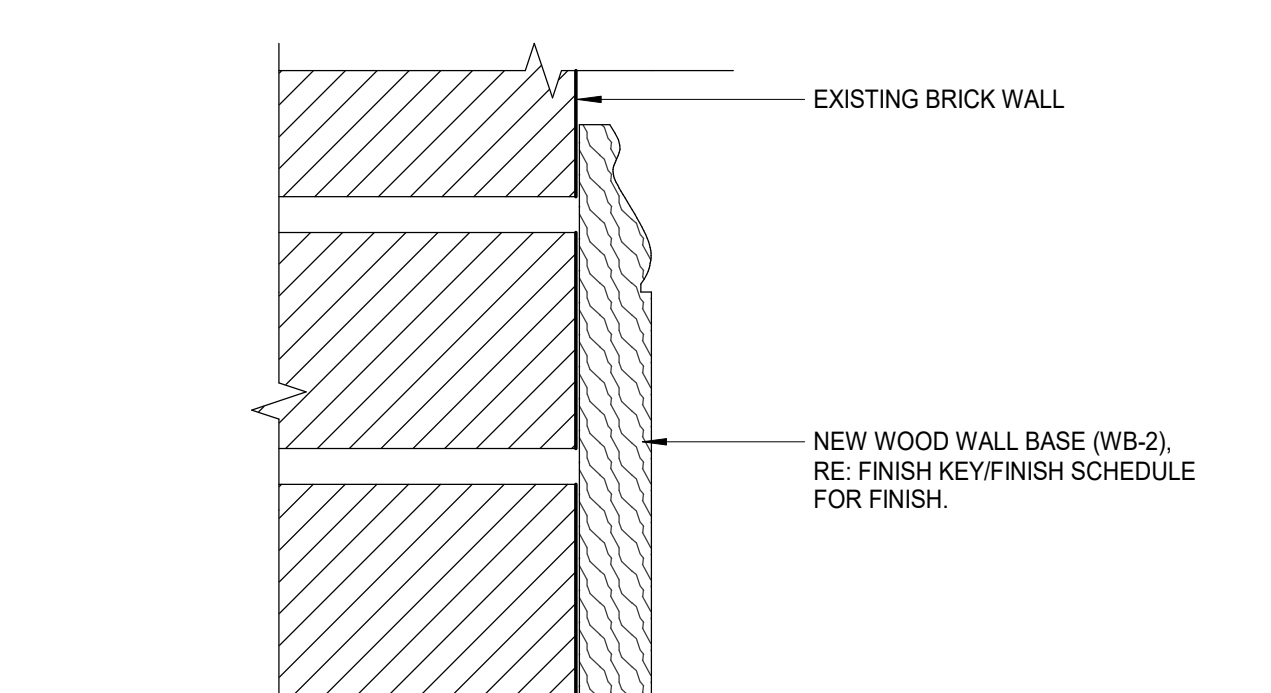 EXISTING BRICK WALL
NEW WOOD WALL BASE (WB-2),
RE: FINISH KEY/FINISH SCHEDULE
FOR FINISH.